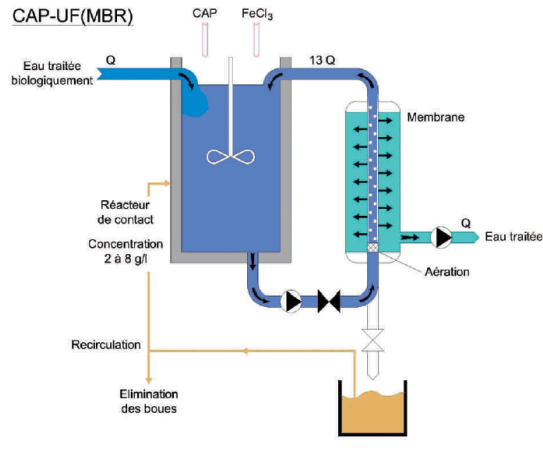 CAP-UF(MBR)
CAP
FeCl3
Eau traitée
biologiquement
Q
13 Q
Membrane
Réacteur
de contact
Concentration
2 à 8 g/l
Q
Eau traitée
Aération
Recirculation
Elimination
des boues